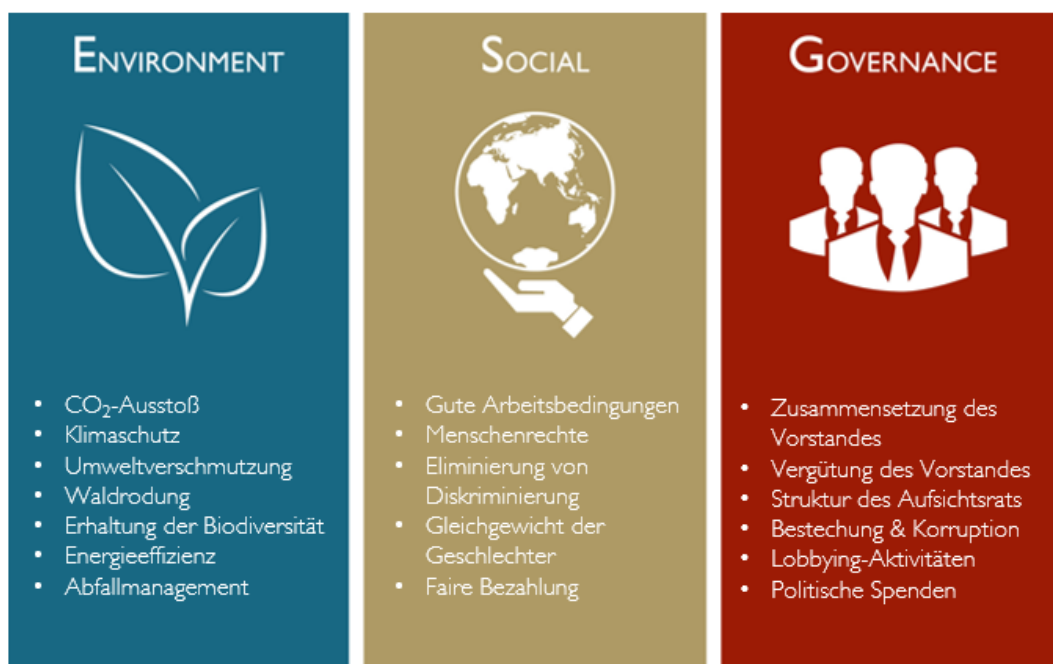 ENVIRONMENT
• CO₂-Ausstoß
• Klimaschutz
• Umweltverschmutzung
• Waldrodung
• Erhaltung der Biodiversität
• Energieeffizienz
• Abfallmanagement
SOCIAL
• Gute Arbeitsbedingungen
• Menschenrechte
• Eliminierung von
Diskriminierung
• Gleichgewicht der
Geschlechter
• Faire Bezahlung
GOVERNANCE
• Zusammensetzung des
Vorstandes
• Vergütung des Vorstandes
• Struktur des Aufsichtsrats
• Bestechung & Korruption
• Lobbying-Aktivitäten
• Politische Spenden